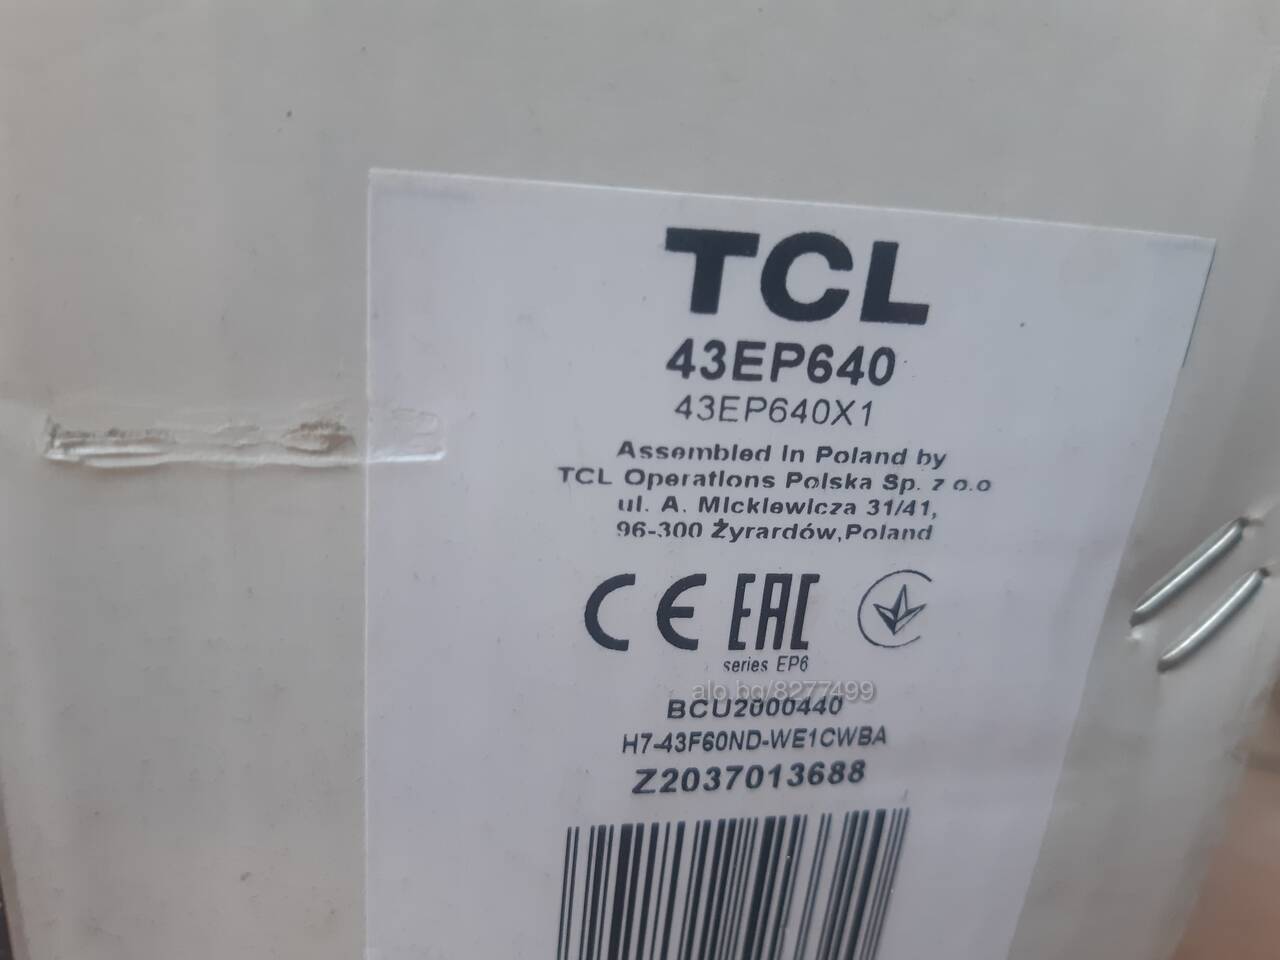 TCL
43EP640
43EP640X1
Assembled in Poland by
TCL Operations Polska Sp. z o.o
ul. A. Mickiewicza 31/41,
96-300 Żyrardów,Poland
CE EAC
series EP6
alo.bg/8277499
BCU2000440
H7-43F60ND-WE1CWBA
Z2037013688